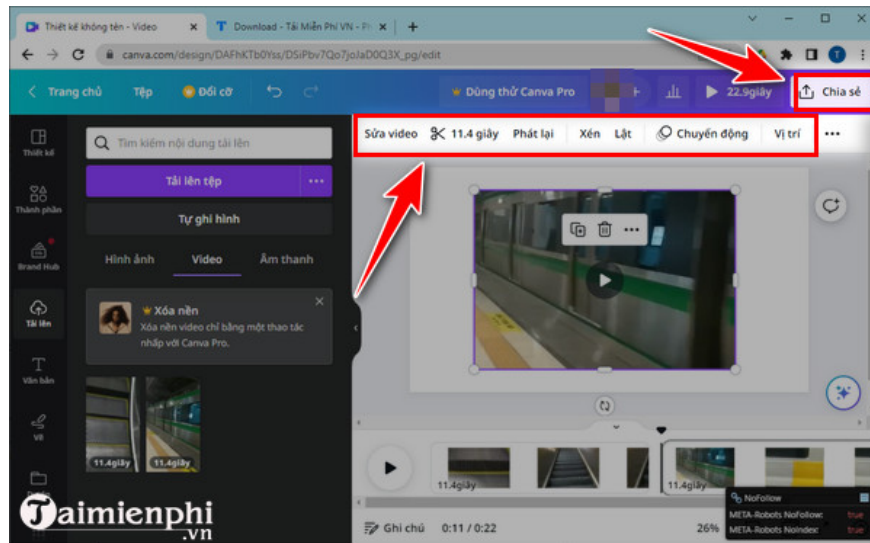 Thiết kế không tên - Video
Download - Tải Miễn Phí VN - Ph
canva.com/design/DAFhKTb0Yss/DSiPbv7Qo7joJaD0Q3X_pg/edit
Trang chủ
Tệp
Đổi cỡ
Dùng thử Canva Pro
22.9giây
Chia sẻ
Sửa video
11.4 giây
Phát lại
Xén
Lật
Chuyển động
Vị trí
Thiết kế
Thành phần
Brand Hub
Tải lên
Văn bản
Vẽ
Tìm kiếm nội dung tải lên
Tải lên tệp
Tự ghi hình
Hình ảnh
Video
Âm thanh
Xóa nền
Xóa nền video chỉ bằng một thao tác
nhấp với Canva Pro.
11.4giây
11.4giây
11.4giây
11.4giây
Ghi chú
0:11 / 0:22
26%
NoFollow
META-Robots NoFollow: true
META-Robots NoIndex: true
Taimienphi
.vn